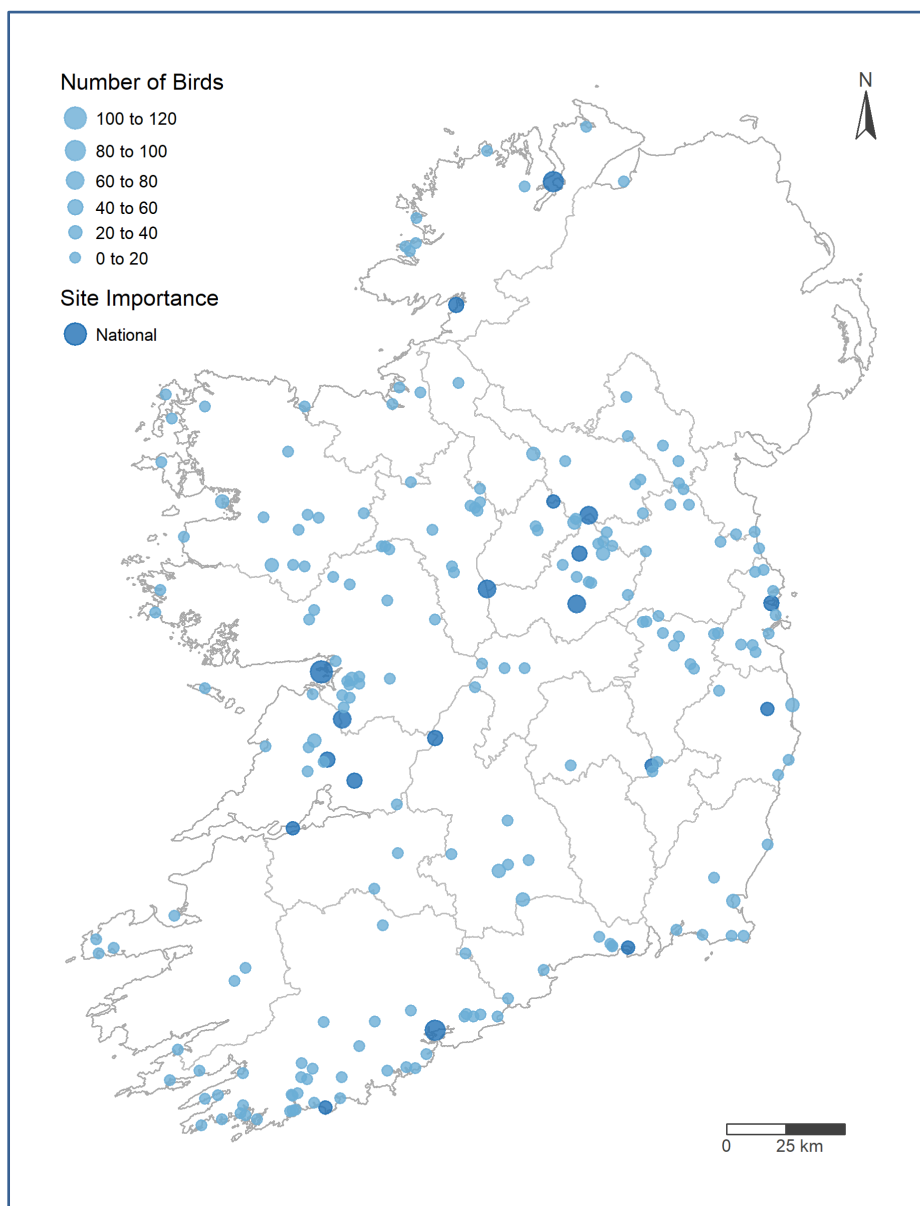 Number of Birds
100 to 120
80 to 100
60 to 80
40 to 60
20 to 40
0 to 20
Site Importance
National
N
0 25 km